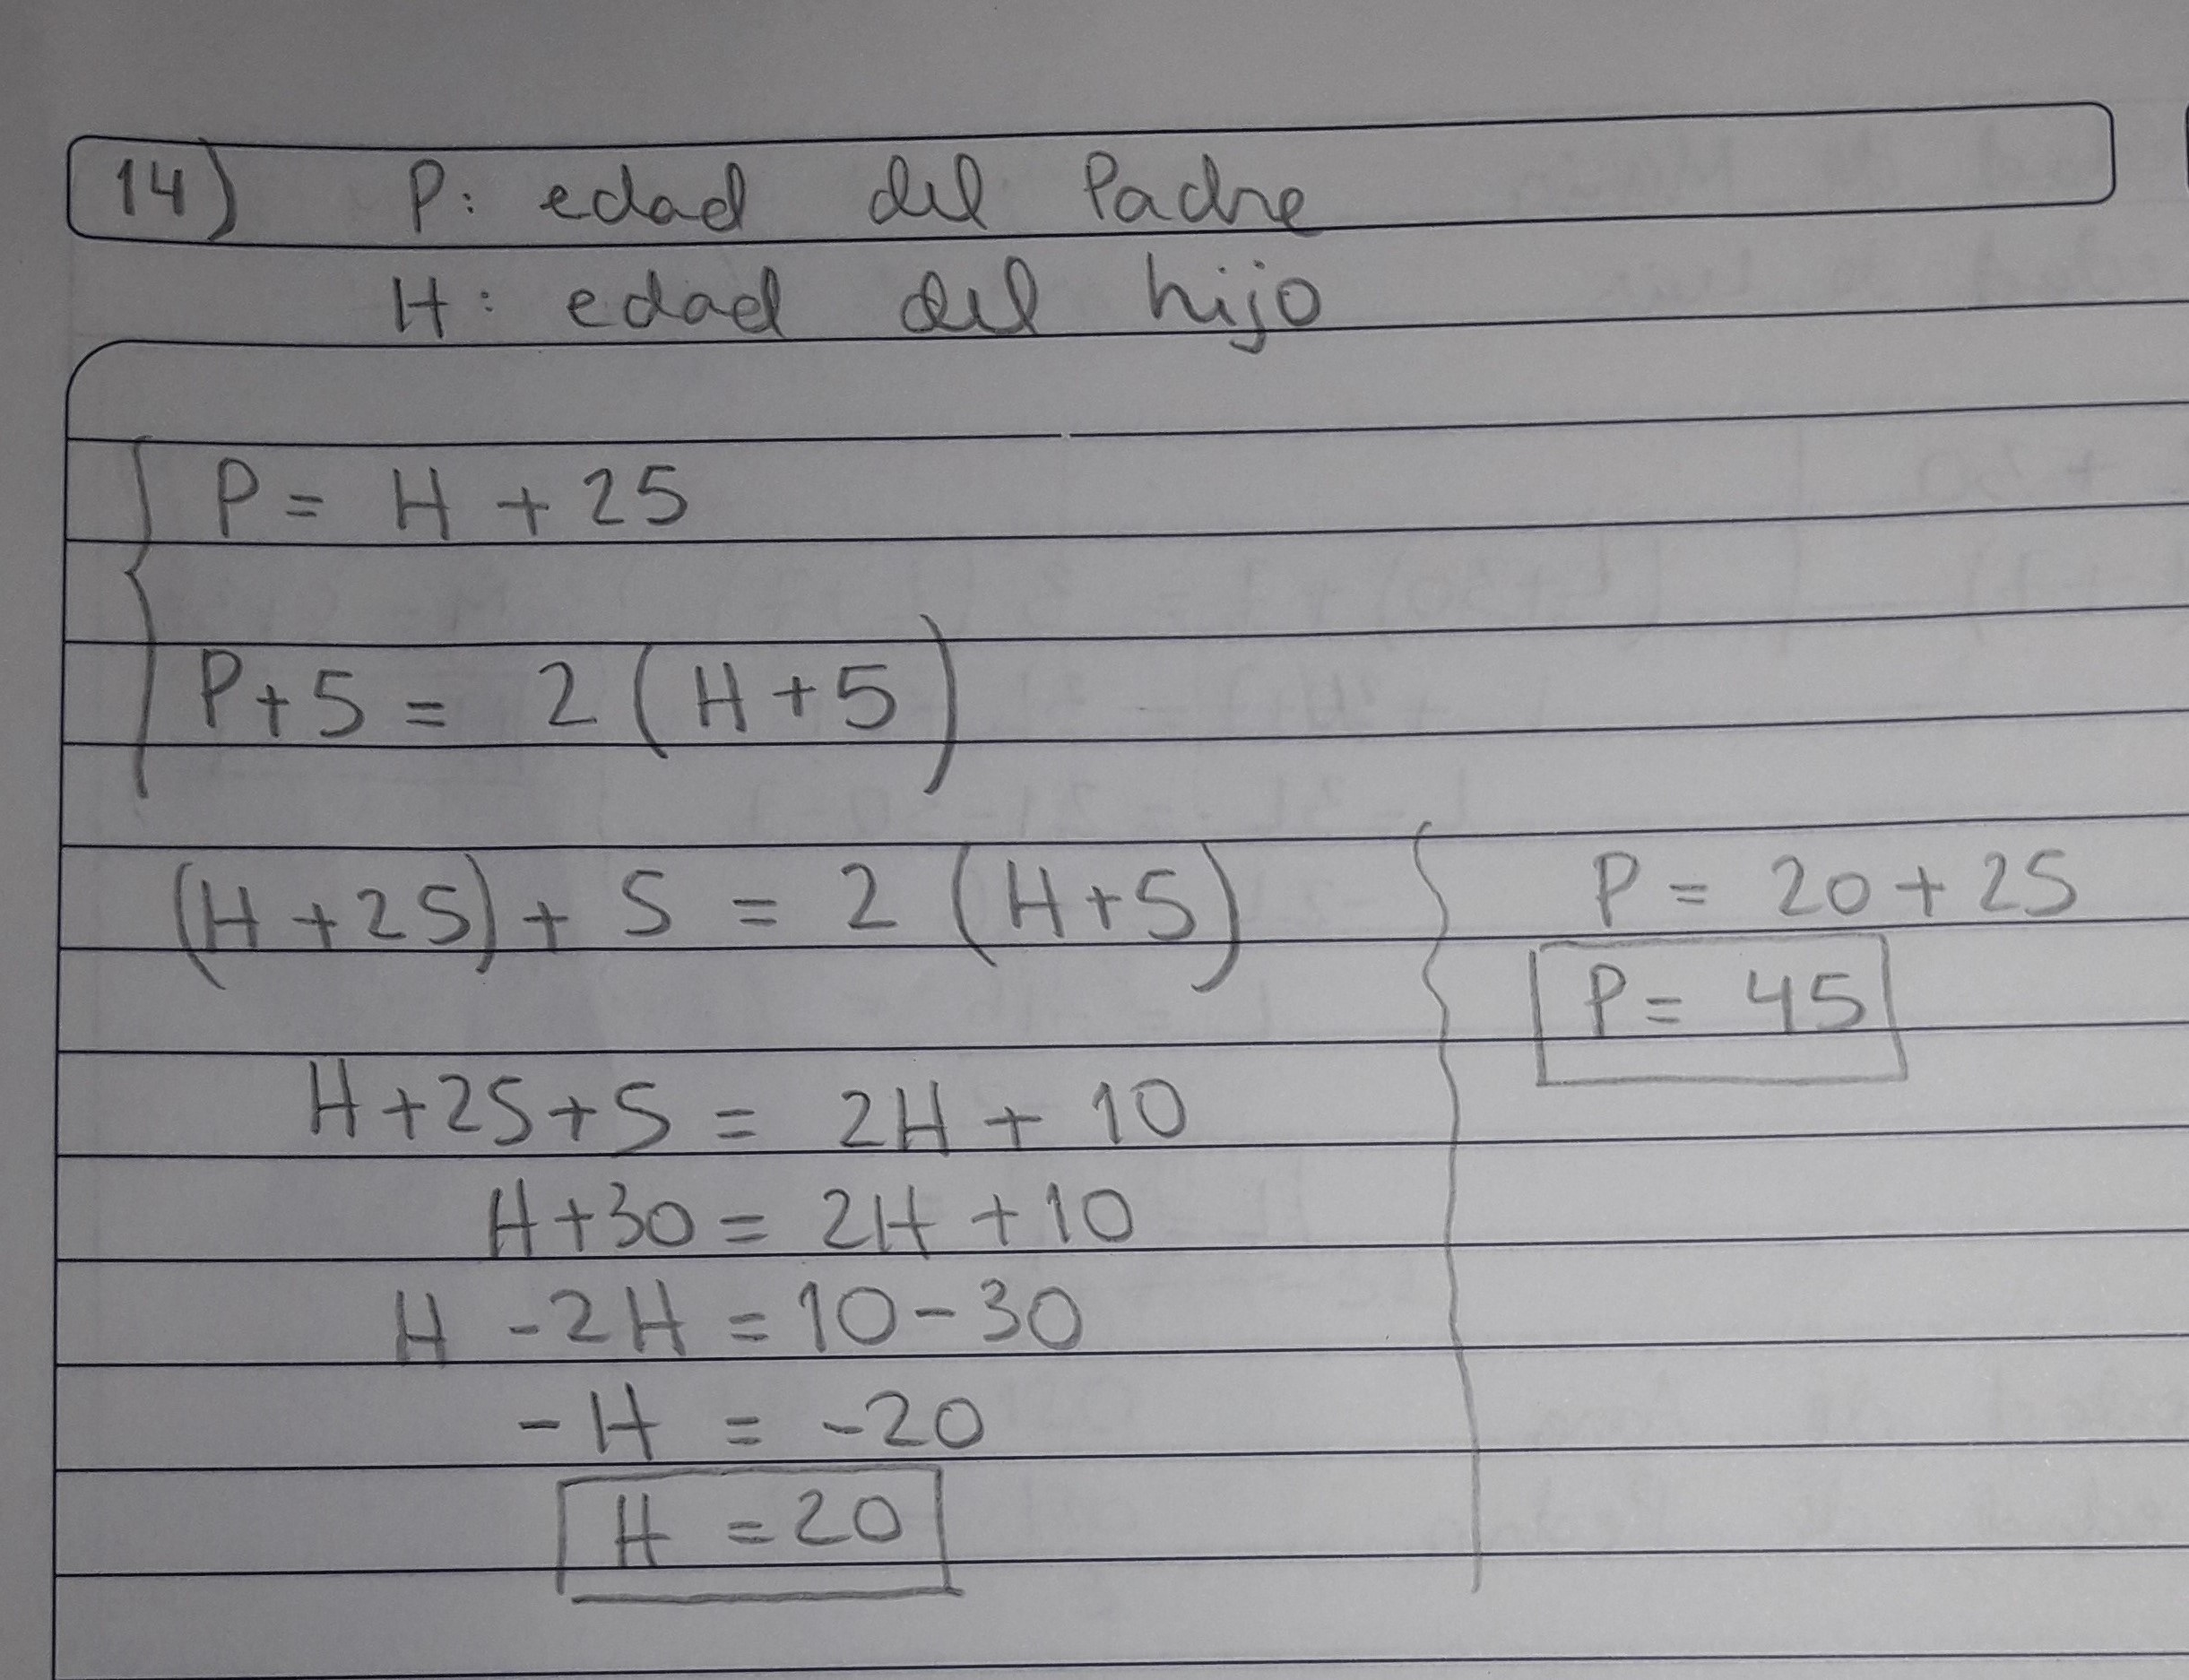 14) P: edad del Padre
H: edad del hijo
P = H + 25
P+5 = 2 (H+5)
(H+25)+5 = 2 (H+5)
H+25+5 = 2H + 10
H+30 = 2H +10
H -2H = 10-30
-H = -20
H = 20
P = 20+25
P = 45